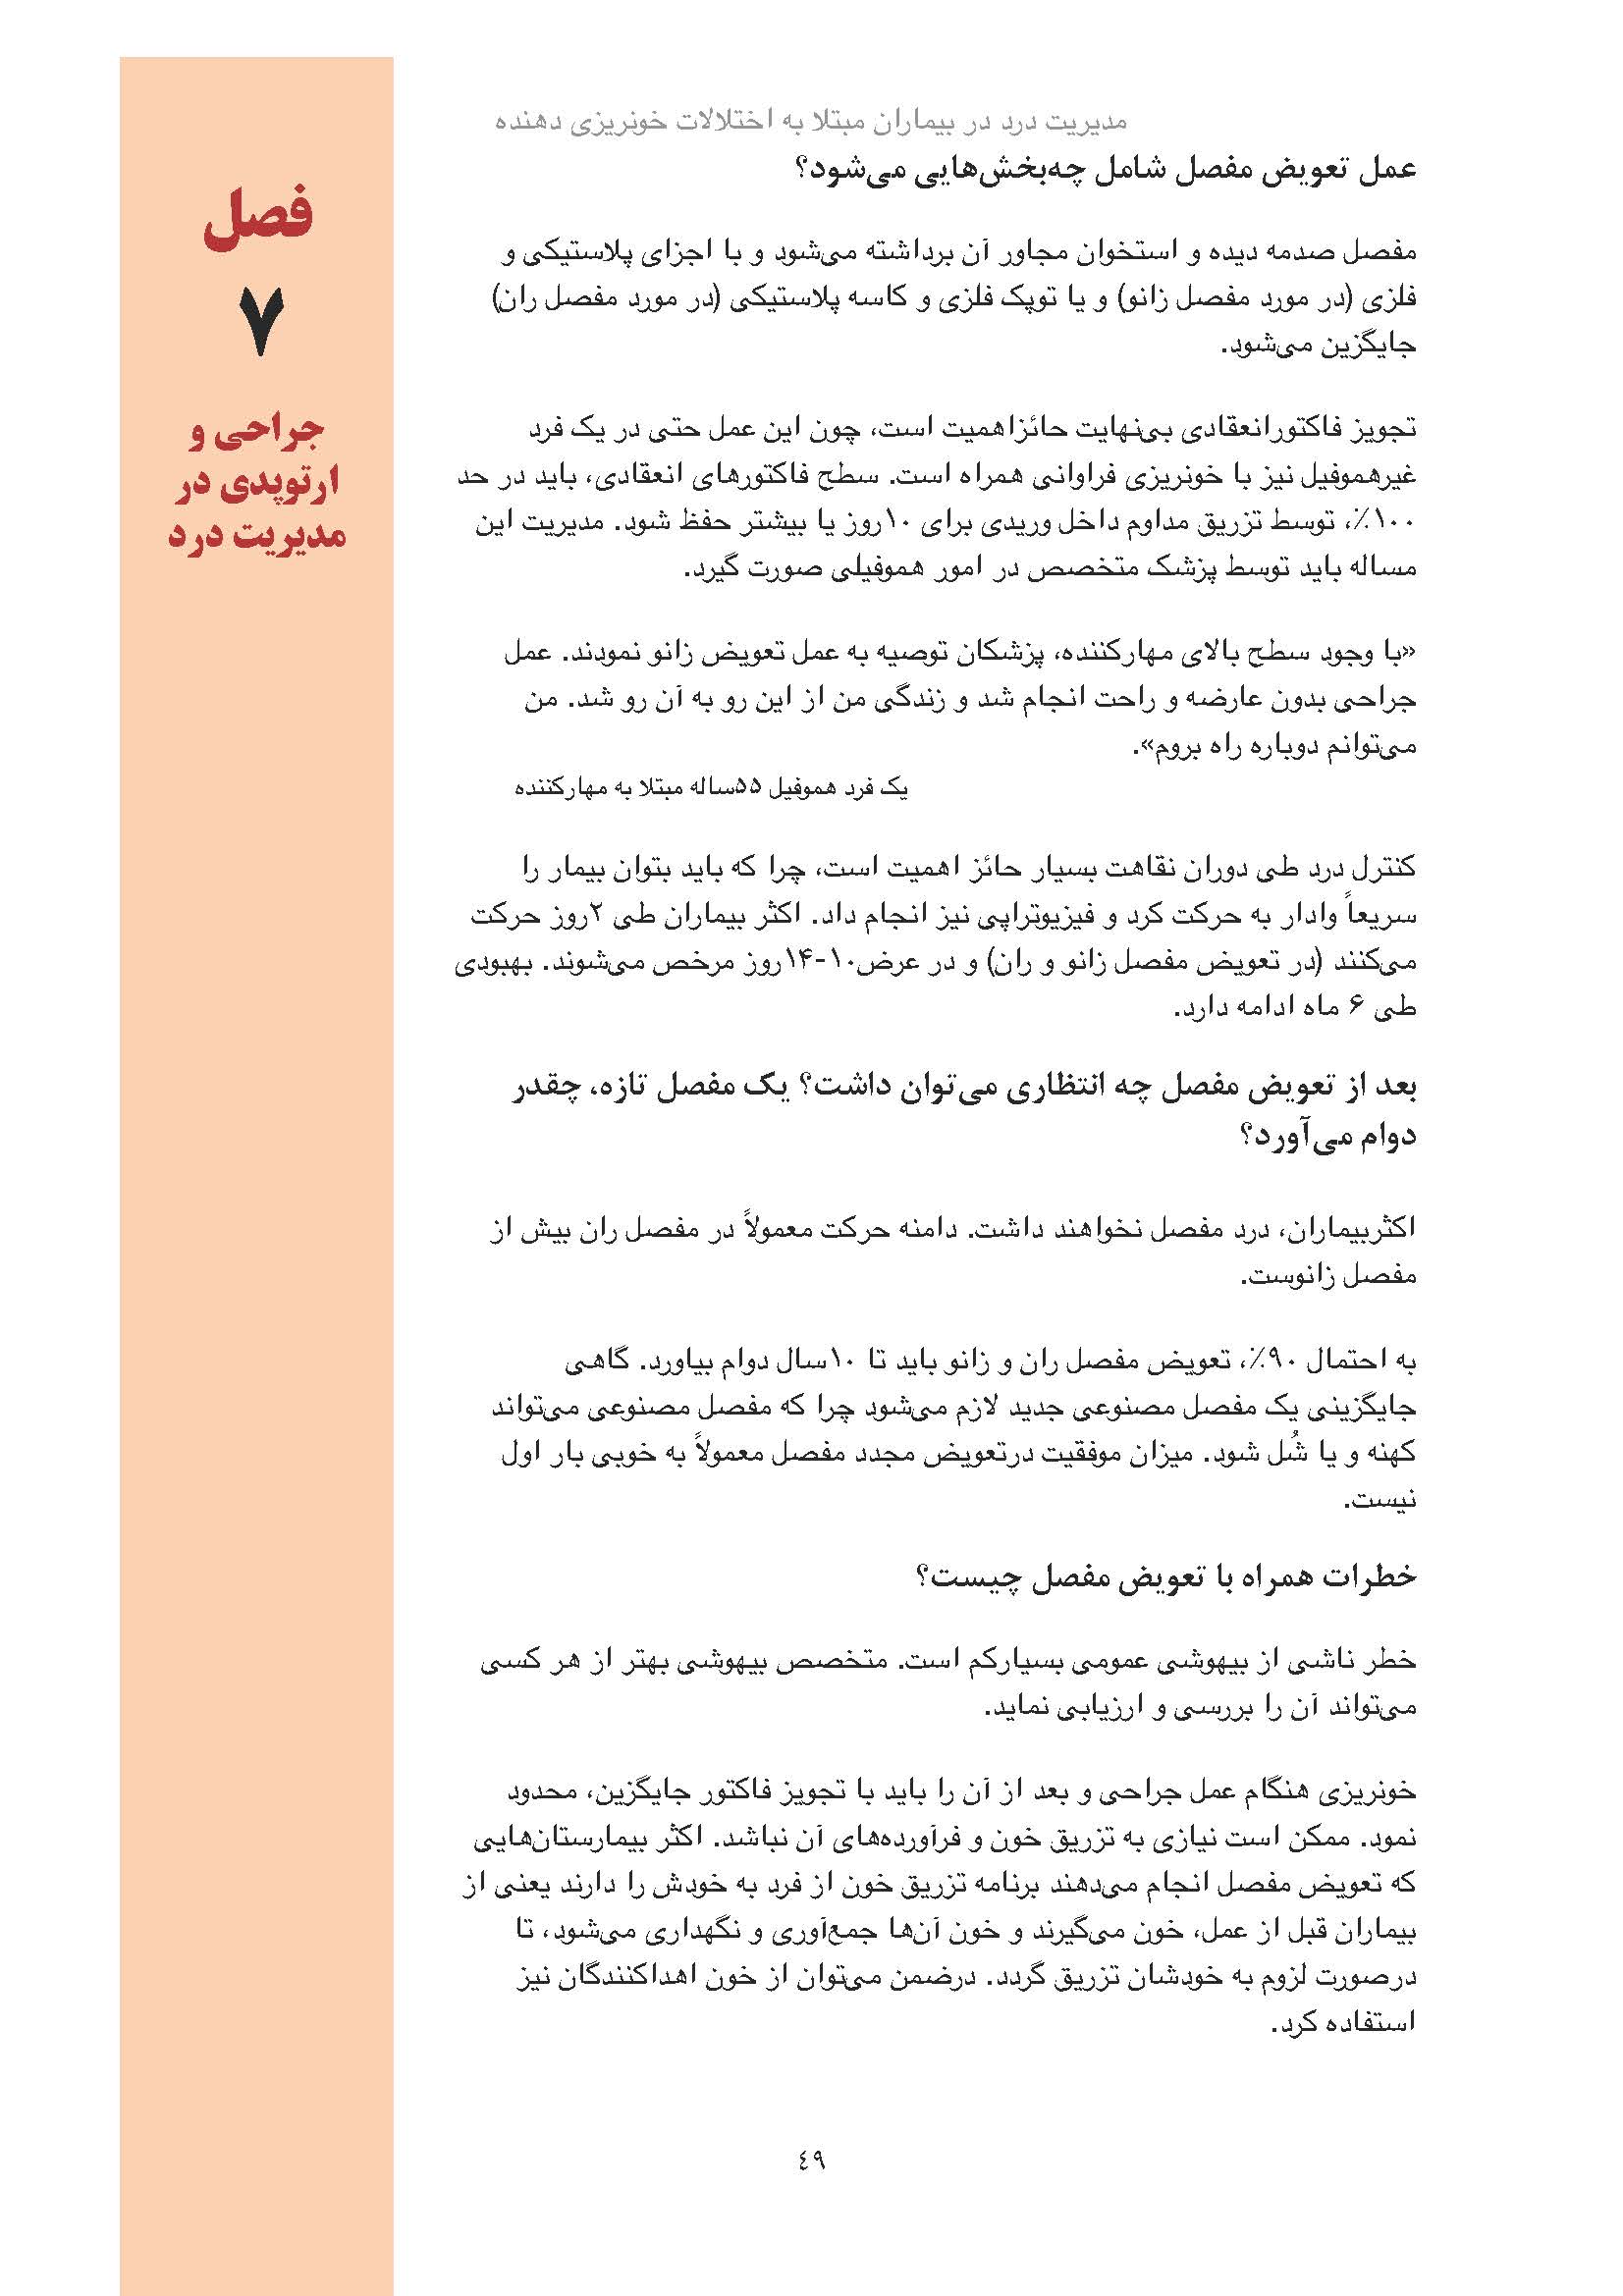 مدیریت درد در بیماران مبتلا به اختلالات خونریزی دهنده
فصل
۷
جراحی و
ارتوپدی در
مدیریت درد
عمل تعویض مفصل شامل چه‌بخش‌هایی می‌شود؟
مفصل صدمه دیده و استخوان مجاور آن برداشته می‌شود و با اجزای پلاستیکی و
فلزی (در مورد مفصل زانو) و یا توپک فلزی و کاسه پلاستیکی (در مورد مفصل ران)
جایگزین می‌شود.
تجویز فاکتورانعقادی بی‌نهایت حائزاهمیت است، چون این عمل حتی در یک فرد
غیرهموفیل نیز با خونریزی فراوانی همراه است. سطح فاکتورهای انعقادی، باید در حد
۱۰۰٪، توسط تزریق مداوم داخل وریدی برای ۱۰روز یا بیشتر حفظ شود. مدیریت این
مساله باید توسط پزشک متخصص در امور هموفیلی صورت گیرد.
«با وجود سطح بالای مهارکننده، پزشکان توصیه به عمل تعویض زانو نمودند. عمل
جراحی بدون عارضه و راحت انجام شد و زندگی من از این رو به آن رو شد. من
می‌توانم دوباره راه بروم».
یک فرد هموفیل ۵۵ساله مبتلا به مهارکننده
کنترل درد طی دوران نقاهت بسیار حائز اهمیت است، چرا که باید بتوان بیمار را
سریعاً وادار به حرکت کرد و فیزیوتراپی نیز انجام داد. اکثر بیماران طی ۲روز حرکت
می‌کنند (در تعویض مفصل زانو و ران) و در عرض۱۰-۱۴روز مرخص می‌شوند. بهبودی
طی ۶ ماه ادامه دارد.
بعد از تعویض مفصل چه انتظاری می‌توان داشت؟ یک مفصل تازه، چقدر
دوام می‌آورد؟
اکثربیماران، درد مفصل نخواهند داشت. دامنه حرکت معمولاً در مفصل ران بیش از
مفصل زانوست.
به احتمال ۹۰٪، تعویض مفصل ران و زانو باید تا ۱۰سال دوام بیاورد. گاهی
جایگزینی یک مفصل مصنوعی جدید لازم می‌شود چرا که مفصل مصنوعی می‌تواند
کهنه و یا شُل شود. میزان موفقیت درتعویض مجدد مفصل معمولاً به خوبی بار اول
نیست.
خطرات همراه با تعویض مفصل چیست؟
خطر ناشی از بیهوشی عمومی بسیارکم است. متخصص بیهوشی بهتر از هر کسی
می‌تواند آن را بررسی و ارزیابی نماید.
خونریزی هنگام عمل جراحی و بعد از آن را باید با تجویز فاکتور جایگزین، محدود
نمود. ممکن است نیازی به تزریق خون و فرآورده‌های آن نباشد. اکثر بیمارستان‌هایی
که تعویض مفصل انجام می‌دهند برنامه تزریق خون از فرد به خودش را دارند یعنی از
بیماران قبل از عمل، خون می‌گیرند و خون آن‌ها جمع‌آوری و نگهداری می‌شود، تا
درصورت لزوم به خودشان تزریق گردد. درضمن می‌توان از خون اهداکنندگان نیز
استفاده کرد.
٤٩